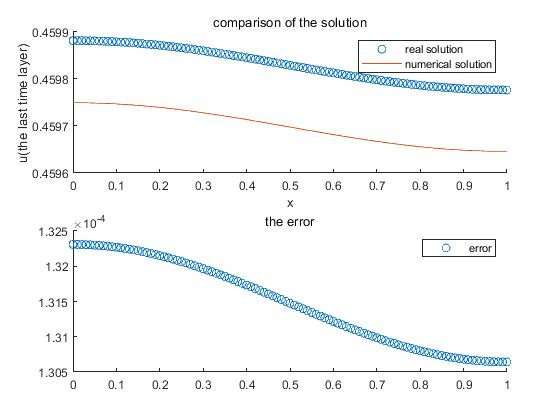 comparison of the solution
0.4599
0.4598
0.4597
0.4596
u(the last time layer)
real solution
numerical solution
0 0.1 0.2 0.3 0.4 0.5 0.6 0.7 0.8 0.9 1
x
the error
×10-4
1.325
1.32
1.315
1.31
1.305
error
0 0.1 0.2 0.3 0.4 0.5 0.6 0.7 0.8 0.9 1